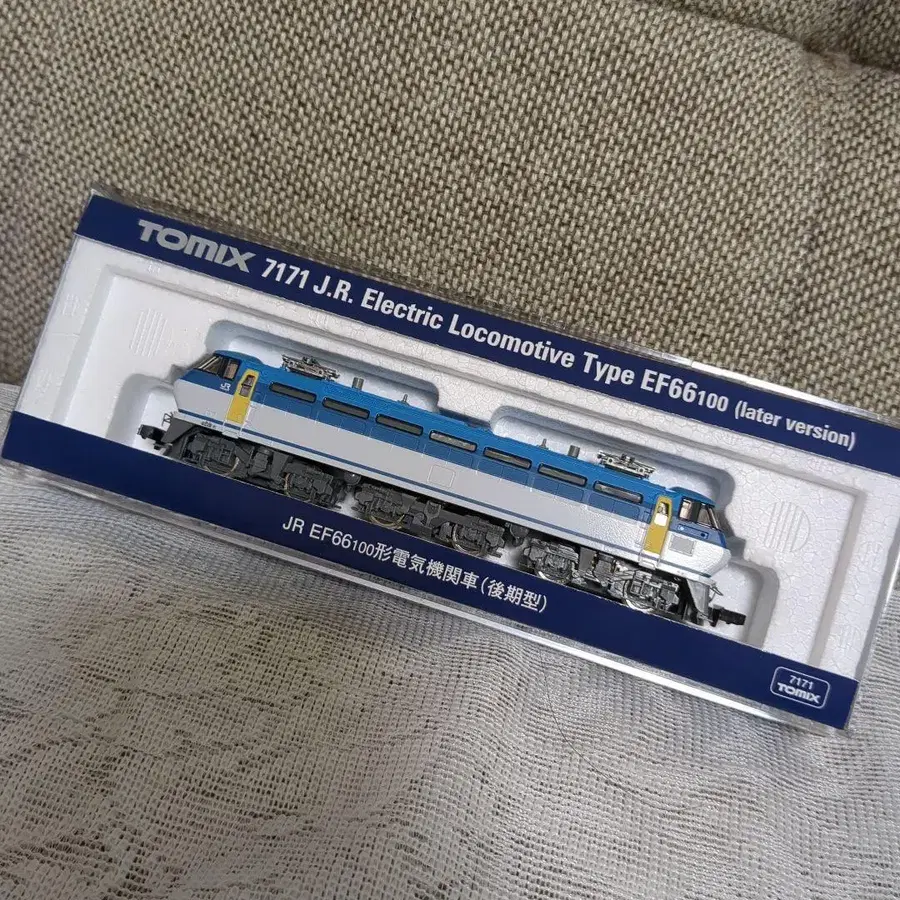 TOMIX 7171 J.R. Electric Locomotive Type EF66100 (later version)
JR
JR EF66100形電気機関車(後期型)
7171
TOMIX